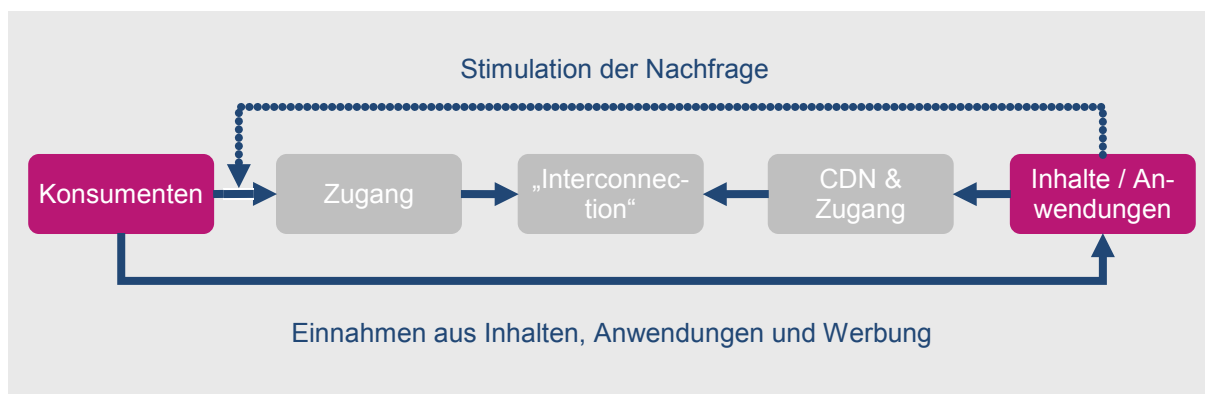 Stimulation der Nachfrage
Konsumenten
Zugang
„Interconnec-
tion“
CDN &
Zugang
Inhalte / An-
wendungen
Einnahmen aus Inhalten, Anwendungen und Werbung